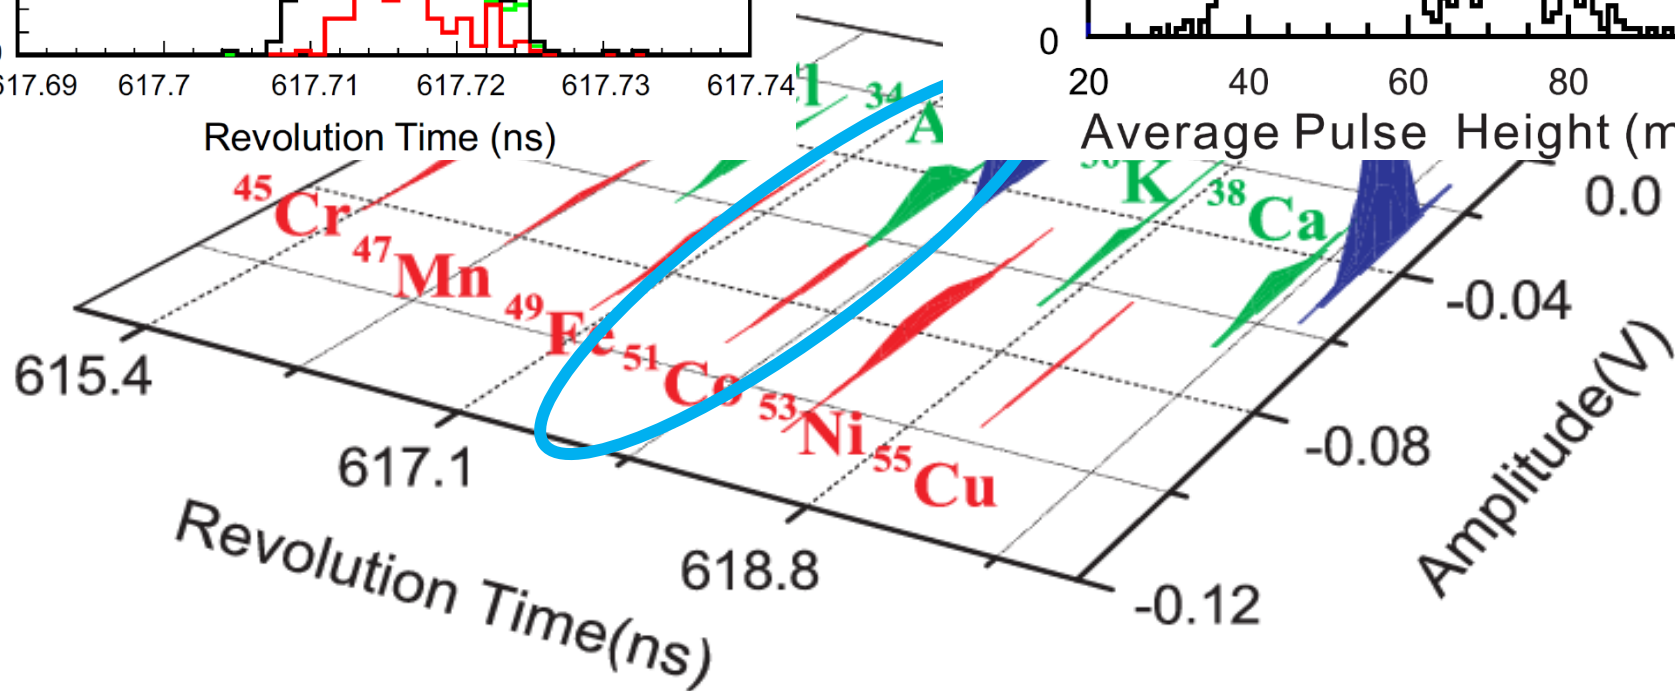 617.7 617.71 617.72 617.73 617.74
Revolution Time (ns)
0
20 40 60 80
Average Pulse Height (m
34
A
K
38Ca
45Cr
47Mn
49Fe
51Co
53Ni
55Cu
0.0
-0.04
-0.08
-0.12
Amplitude(V)
615.4
617.1
618.8
Revolution Time(ns)